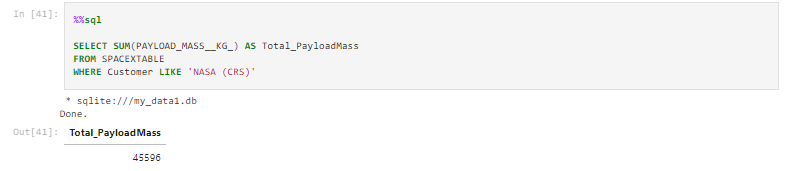 In [41]:
%%sql
SELECT SUM(PAYLOAD_MASS__KG_) AS Total_PayloadMass
FROM SPACEXTABLE
WHERE Customer LIKE 'NASA (CRS)'
* sqlite:///my_data1.db
Done.
Out[41]:
Total_PayloadMass
45596